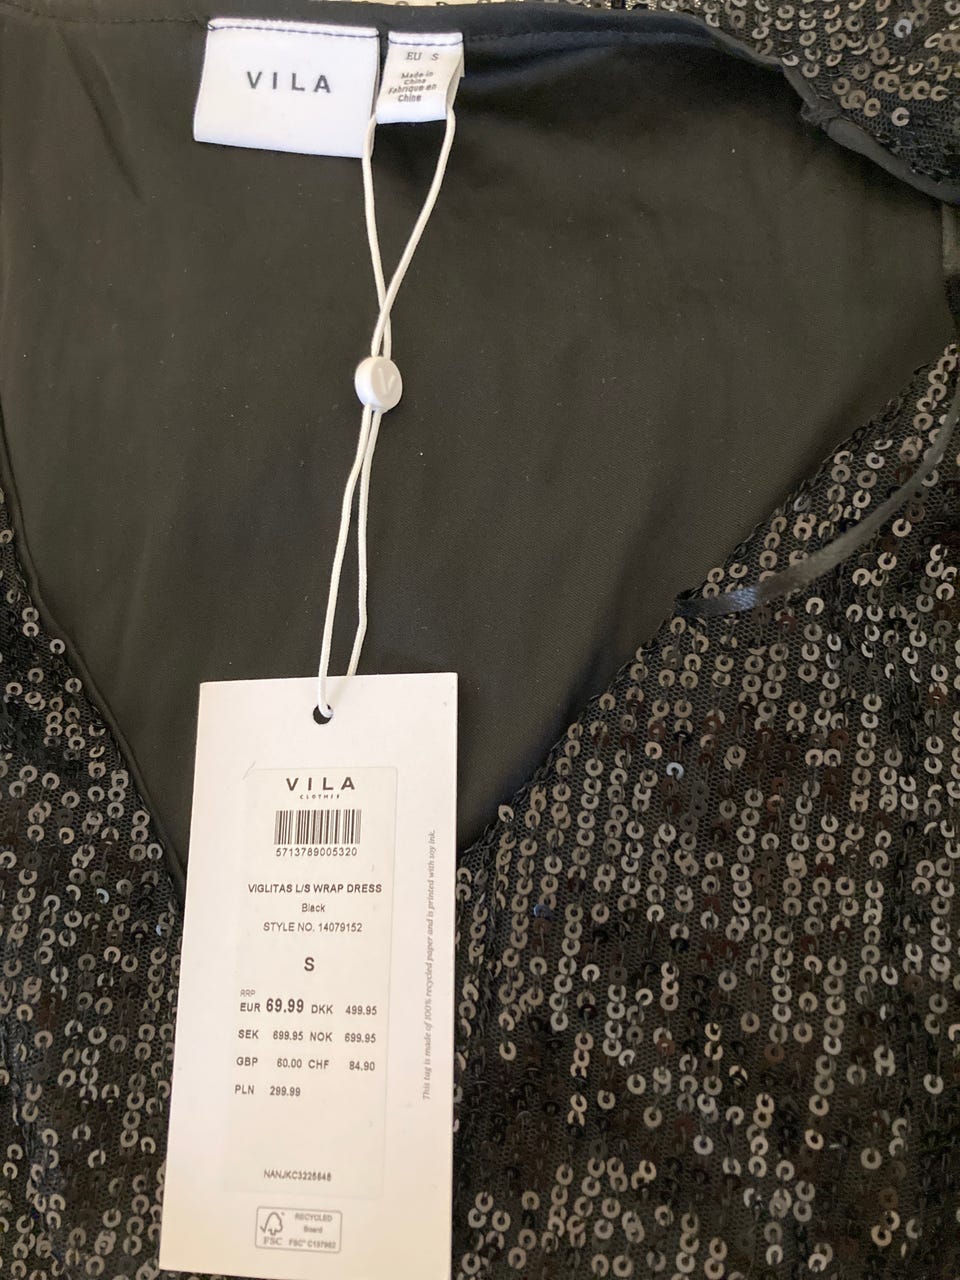 VILA
EU S
Made in
China
Fabriqué en
Chine
V
VILA
CLOTHES
5713789005320
VIGLITAS L/S WRAP DRESS
Black
STYLE NO. 14079152
S
RRP
EUR 69.99 DKK 499.95
SEK 699.95 NOK 699.95
GBP 60.00 CHF 84.90
PLN 299.99
NANJKC3226648
FSC
RECYCLED
Board
FSC® C137962
This tag is made of 100% recycled paper and is printed with soy ink.